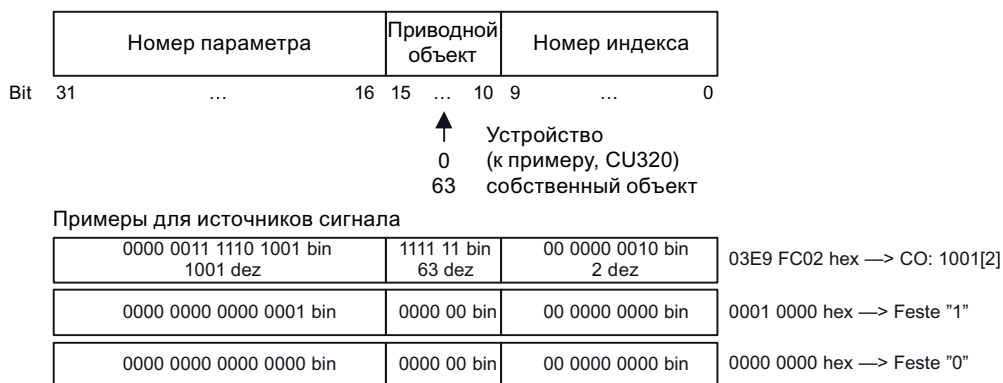 Номер параметра Приводной объект Номер индекса
Bit 31 ... 16 15 ... 10 9 ... 0
Устройство
0 (к примеру, CU320)
63 собственный объект
Примеры для источников сигнала
0000 0011 1110 1001 bin 1111 11 bin 00 0000 0010 bin
1001 dez 63 dez 2 dez
03E9 FC02 hex —> CO: 1001[2]
0000 0000 0000 0001 bin 0000 00 bin 00 0000 0000 bin 0001 0000 hex —> Feste "1"
0000 0000 0000 0000 bin 0000 00 bin 00 0000 0000 bin 0000 0000 hex —> Feste "0"